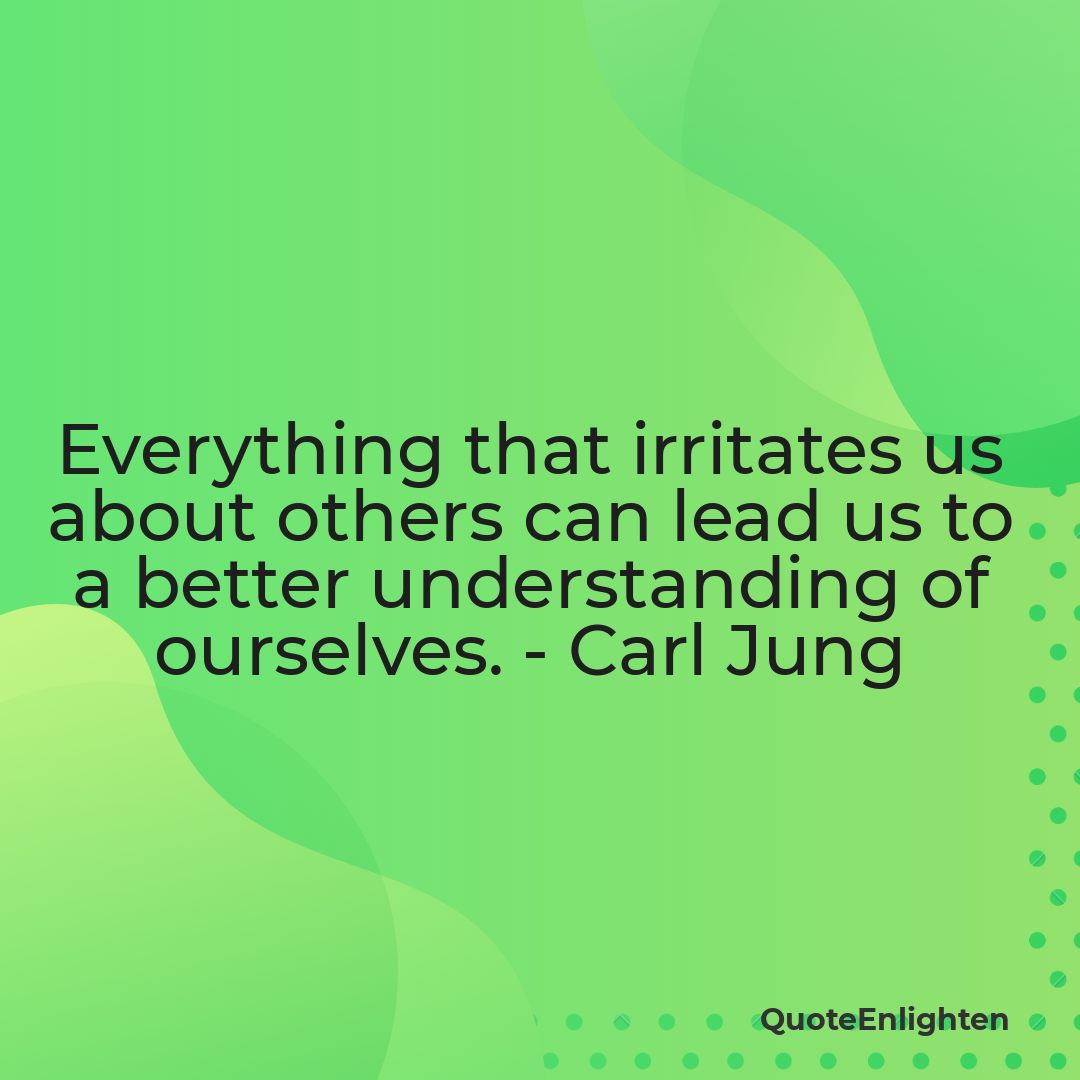 Everything that irritates us
about others can lead us to
a better understanding of
ourselves. - Carl Jung
QuoteEnlighten